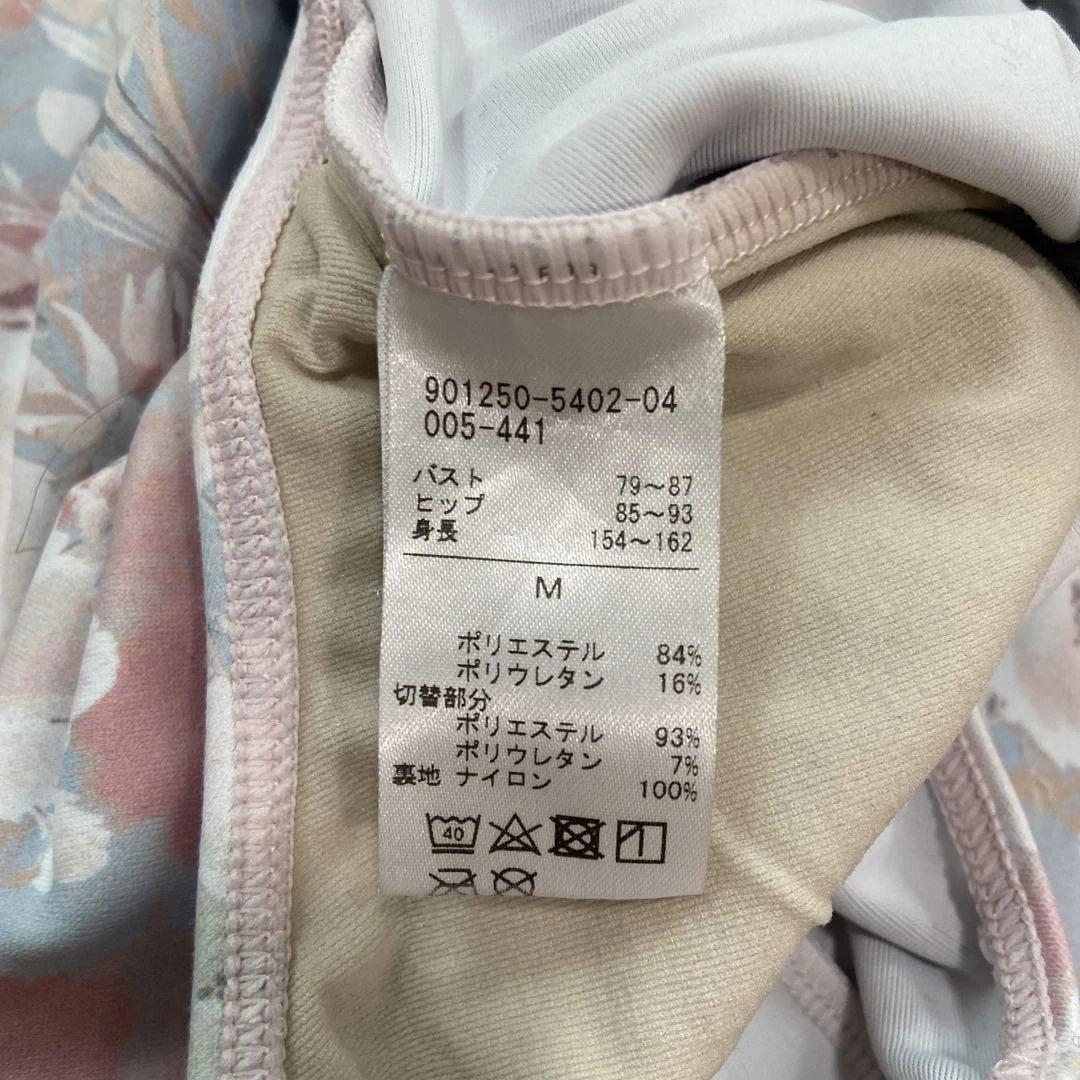 901250-5402-04
005-441
バスト 79～87
ヒップ 85～93
身長 154～162
M
ポリエステル 84%
ポリウレタン 16%
切替部分
ポリエステル 93%
ポリウレタン 7%
裏地 ナイロン 100%
40